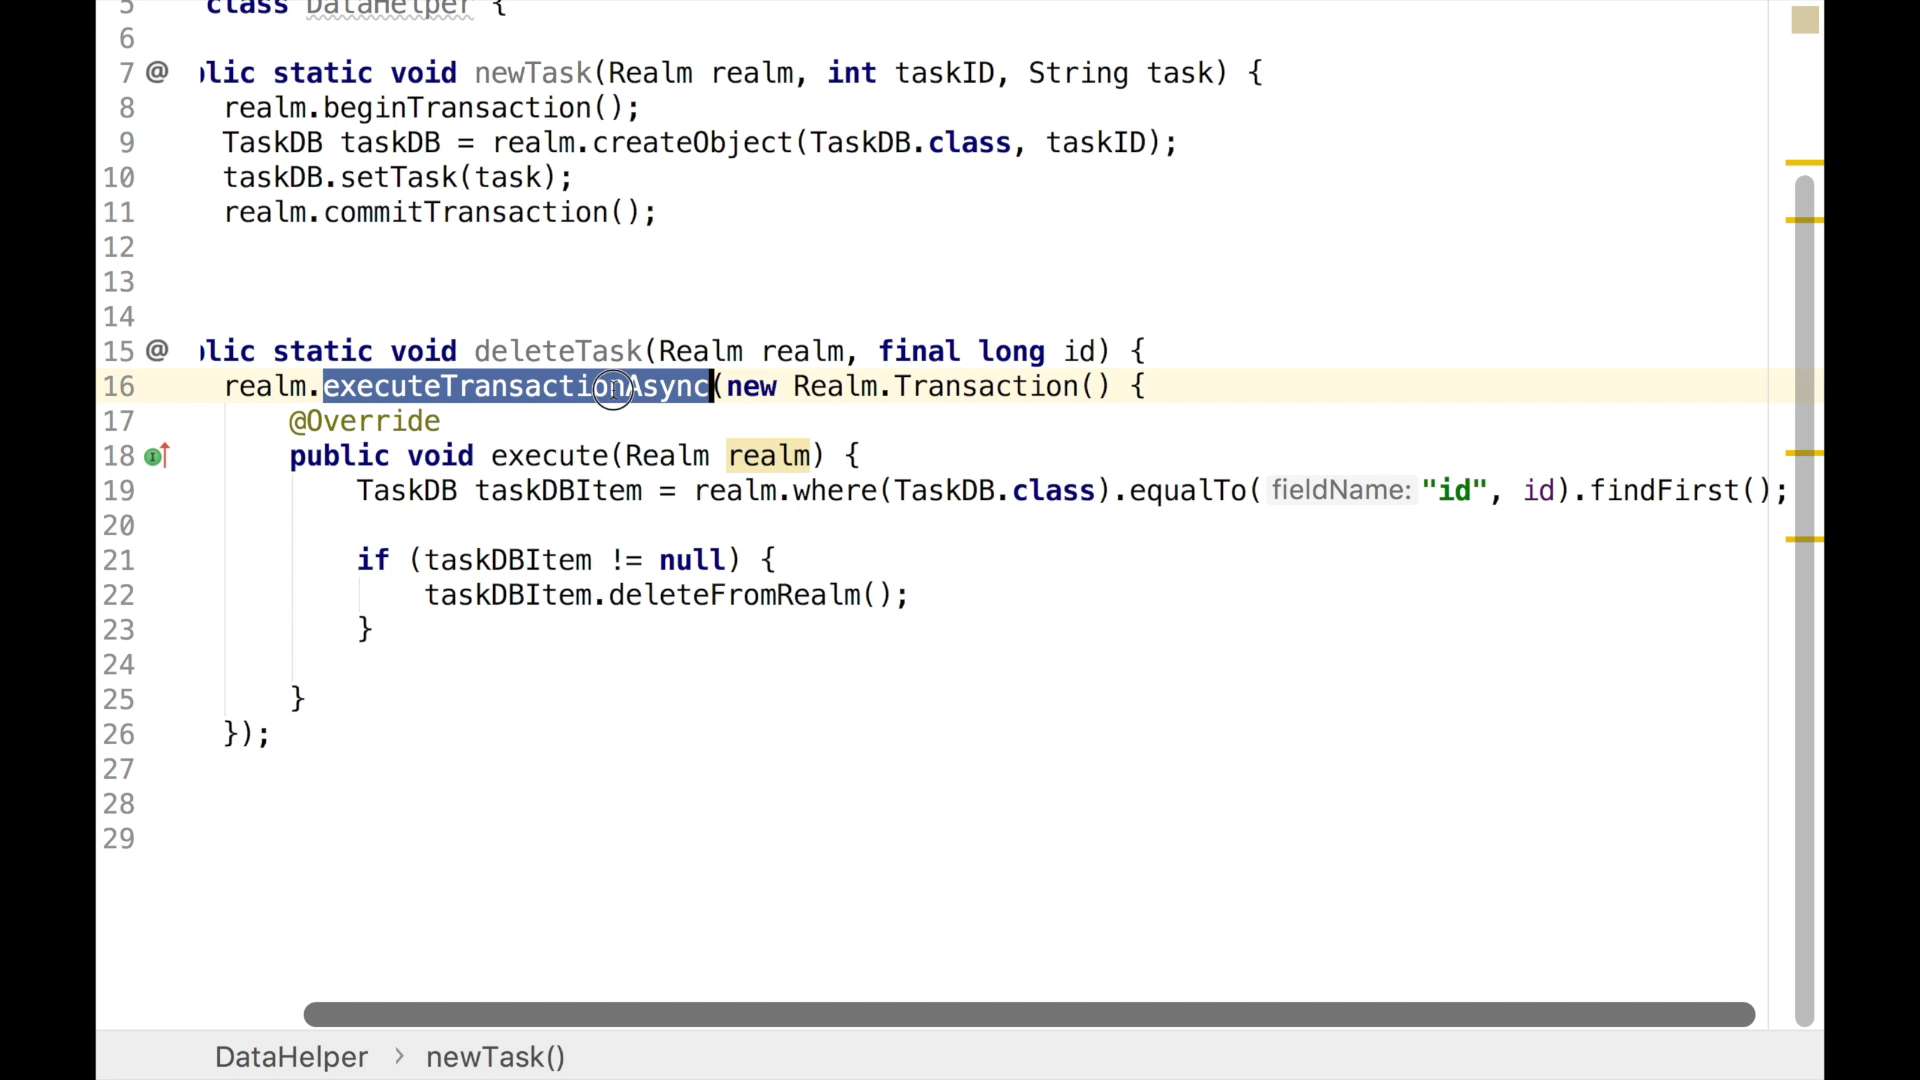 5 class DataHelper {
6
7 @ lic static void newTask(Realm realm, int taskID, String task) {
8 realm.beginTransaction();
9 TaskDB taskDB = realm.createObject(TaskDB.class, taskID);
10 taskDB.setTask(task);
11 realm.commitTransaction();
12
13
14
15 @ lic static void deleteTask(Realm realm, final long id) {
16 realm.executeTransactionAsync(new Realm.Transaction() {
17 @Override
18 public void execute(Realm realm) {
19 TaskDB taskDBItem = realm.where(TaskDB.class).equalTo( fieldName: "id", id).findFirst();
20
21 if (taskDBItem != null) {
22 taskDBItem.deleteFromRealm();
23 }
24
25 }
26 });
27
28
29
DataHelper › newTask()